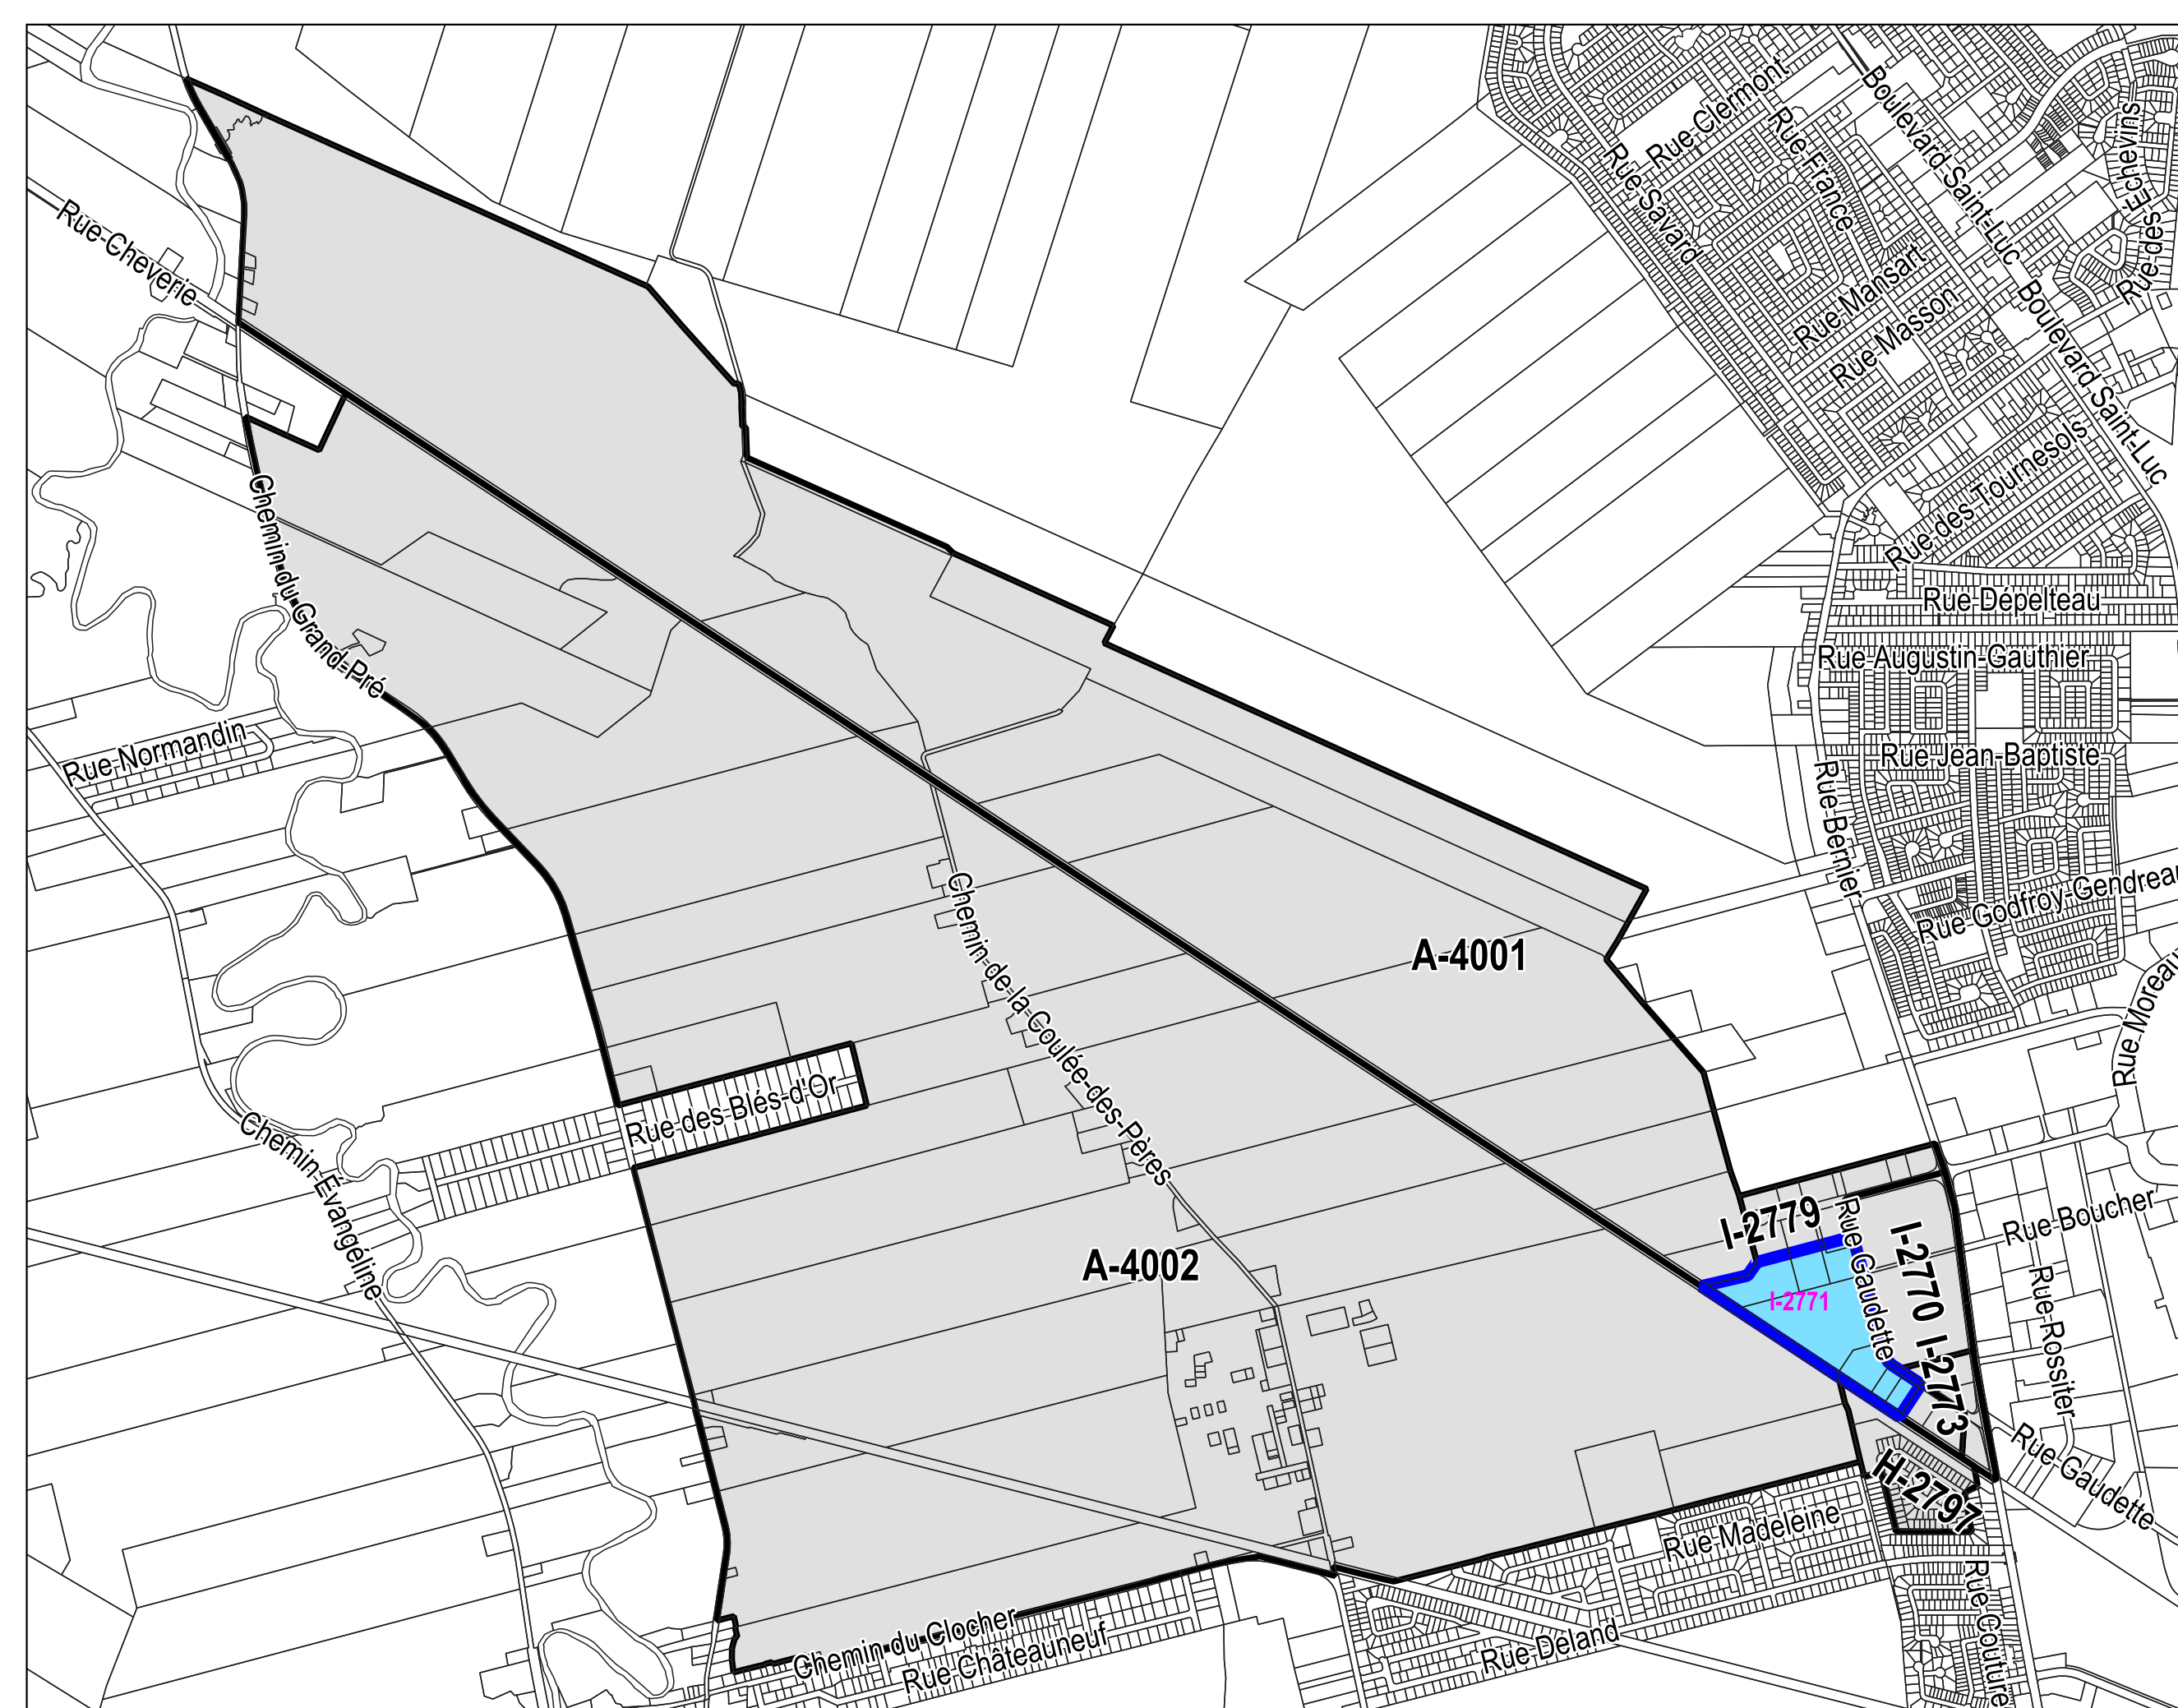 Rue Clermont
Boulevard Saint-Luc
Rue France
Rue des Échevins
Rue Savard
Rue Cheverie
Rue Mansart
Rue Masson
Boulevard Saint-Luc
Rue des Tournesols
Chemin du Grand-Pré
Rue Dépelteau
Rue Augustin-Gauthier
Rue Normandin
Rue Jean-Baptiste
Rue Bernier
Rue Godfroy-Gendreau
Chemin de la Coulée-des-Pères
A-4001
Rue Moreau
Rue des Blés-d'Or
Chemin Evangéline
I-2779
Rue Gaudette
I-2770
Rue Boucher
A-4002
I-2771
Rue Rossiter
I-2773
Rue Gaudette
H-2797
Rue Madeleine
Rue Couture
Chemin du Clocher
Rue Châteauneuf
Rue Deland